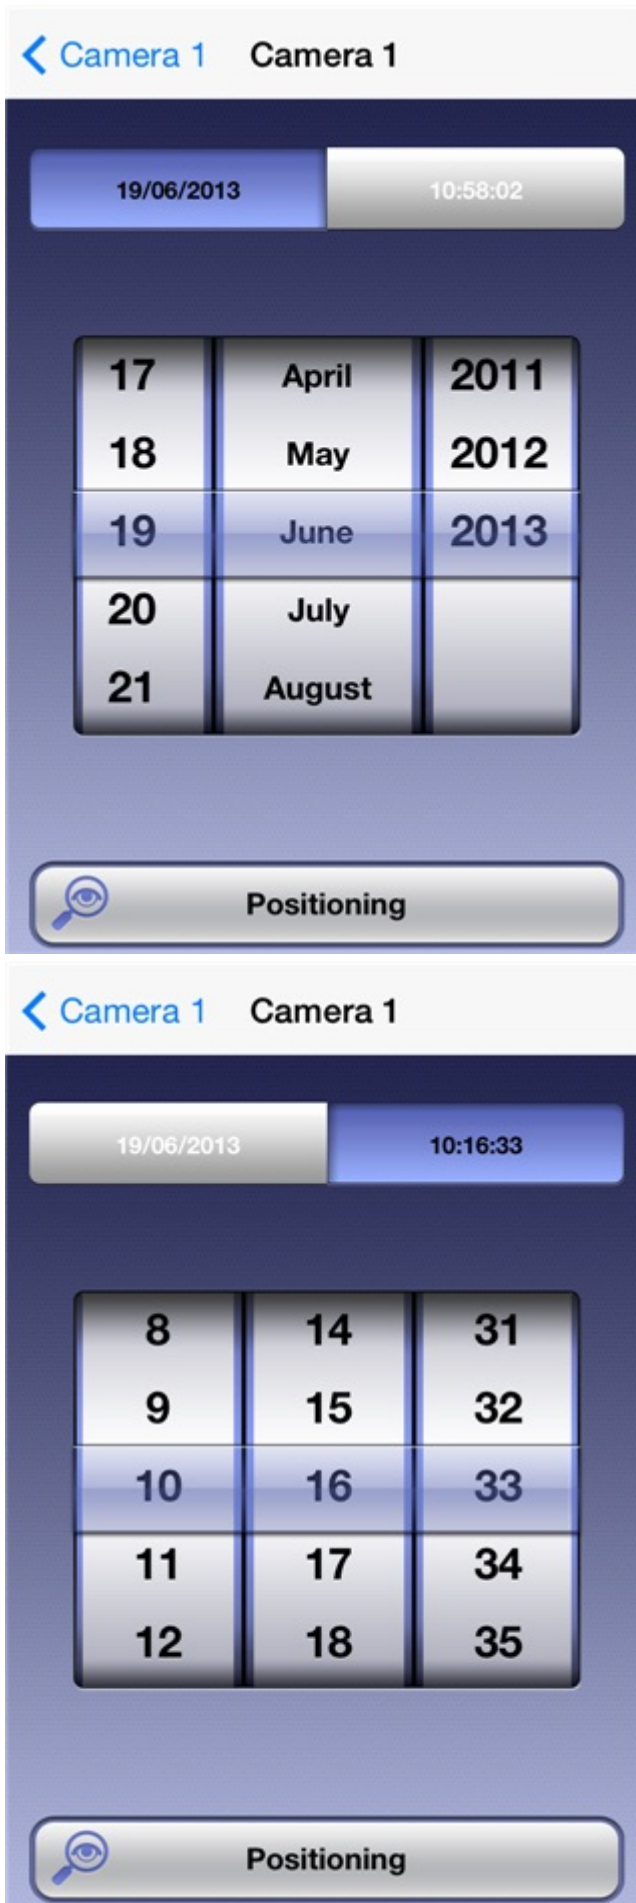 Camera 1 Camera 1
19/06/2013 10:58:02
17 April 2011
18 May 2012
19 June 2013
20 July
21 August
Positioning
Camera 1 Camera 1
19/06/2013 10:16:33
8 14 31
9 15 32
10 16 33
11 17 34
12 18 35
Positioning